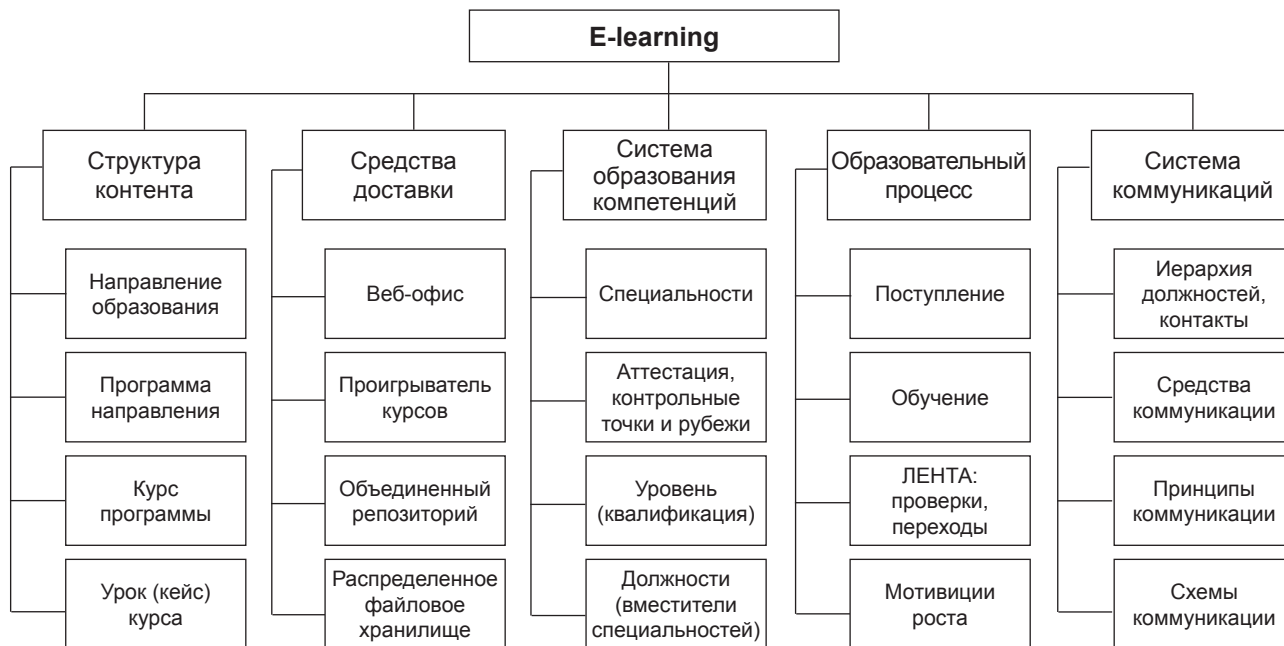 E-learning
Структура
контента
Направление
образования
Программа
направления
Курс
программы
Урок (кейс)
курса
Средства
доставки
Веб-офис
Проигрыватель
курсов
Объединенный
репозиторий
Распределенное
файловое
хранилище
Система
образования
компетенций
Специальности
Аттестация,
контрольные
точки и рубежи
Уровень
(квалификация)
Должности
(вместители
специальностей)
Образовательный
процесс
Поступление
Обучение
ЛЕНТА:
проверки,
переходы
Мотивиции
роста
Система
коммуникаций
Иерархия
должностей,
контакты
Средства
коммуникации
Принципы
коммуникации
Схемы
коммуникации